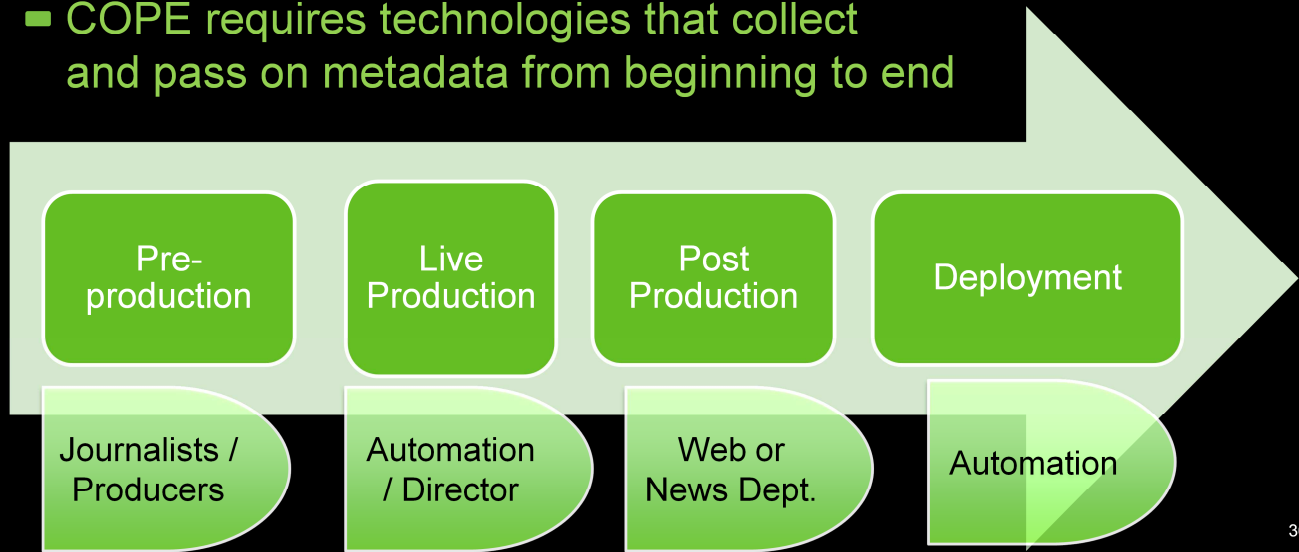 COPE requires technologies that collect
and pass on metadata from beginning to end
Pre-
production
Live
Production
Post
Production
Deployment
Journalists /
Producers
Automation
/ Director
Web or
News Dept.
Automation
3